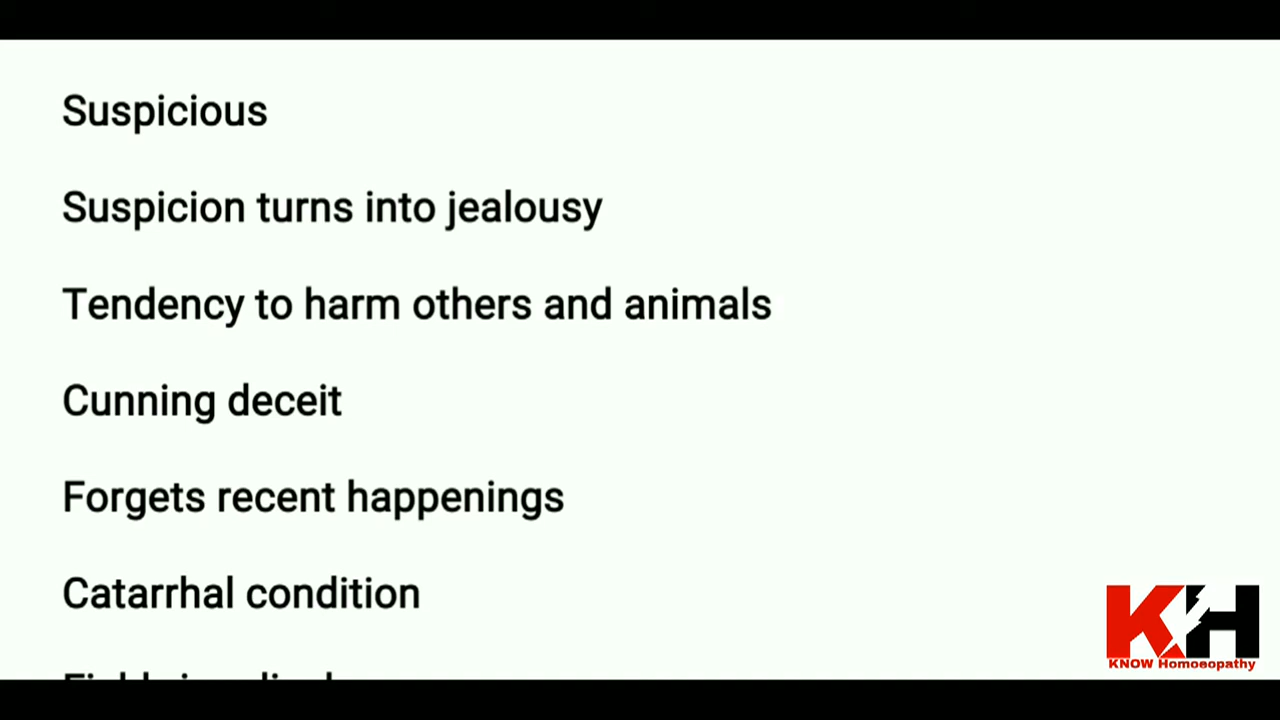 Suspicious
Suspicion turns into jealousy
Tendency to harm others and animals
Cunning deceit
Forgets recent happenings
Catarrhal condition
KH
KNOW Homoeopathy